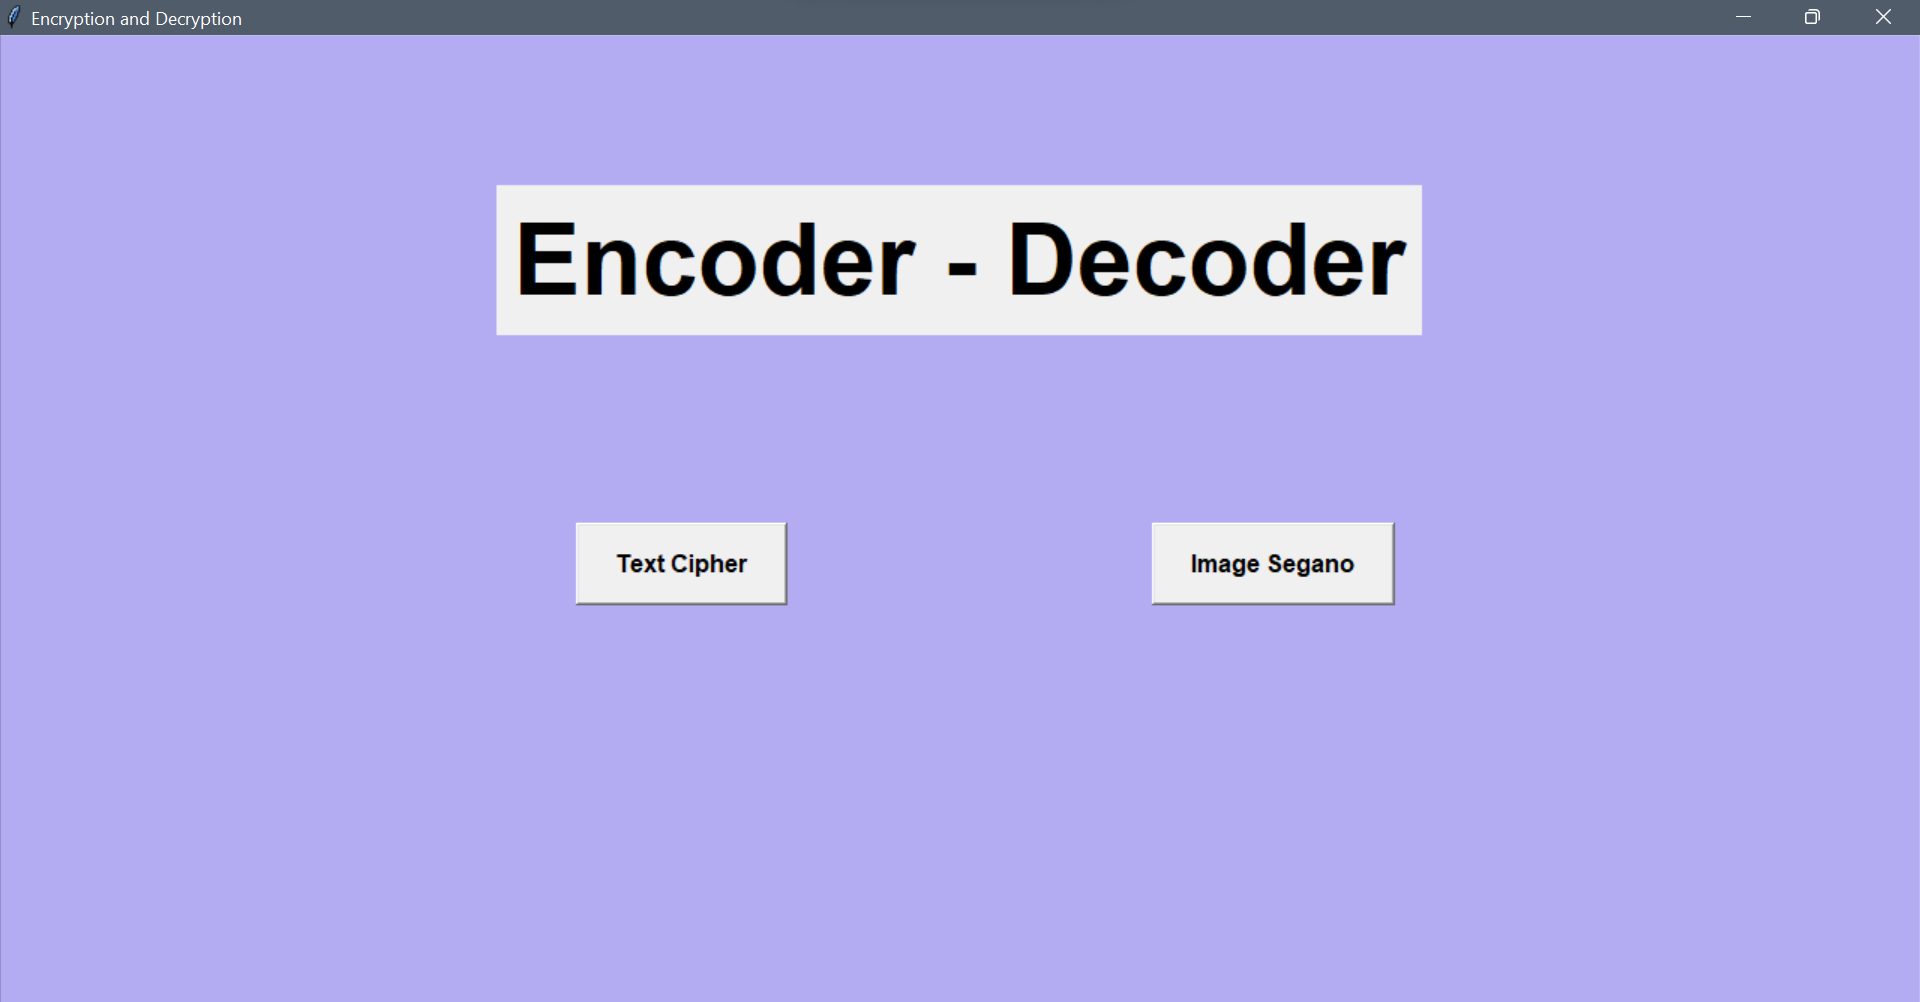 Encryption and Decryption
Encoder - Decoder
Text Cipher
Image Segano